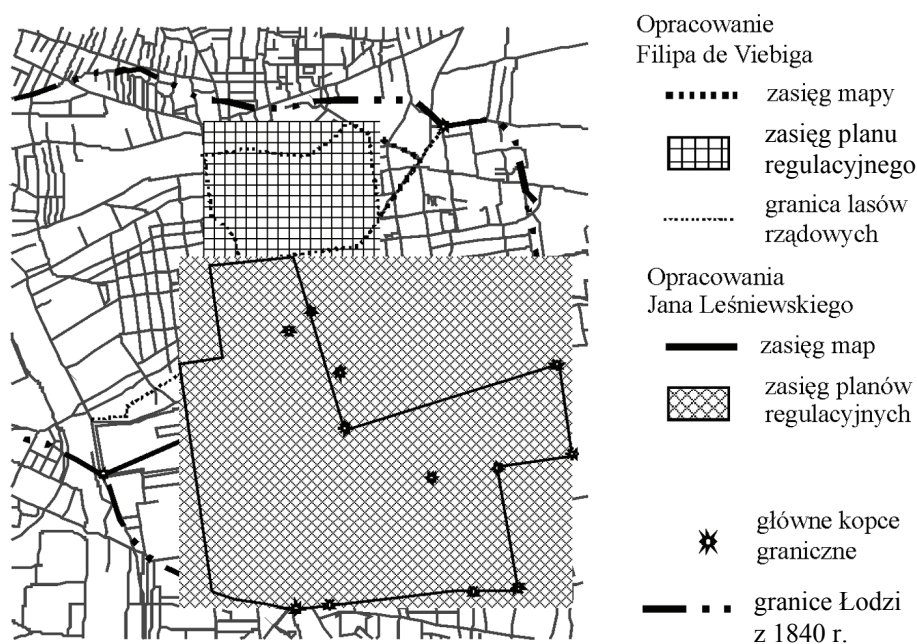 Opracowanie
Filipa de Viebiga
zasięg mapy
zasięg planu
regulacyjnego
granica lasów
rządowych
Opracowania
Jana Leśniewskiego
zasięg map
zasięg planów
regulacyjnych
główne kopce
graniczne
granice Łodzi
z 1840 r.